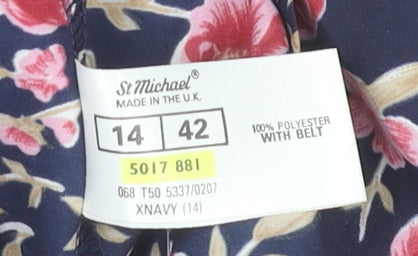 St Michael®
MADE IN THE U.K.
14 42
5017 881
068 T50 5337/0207
XNAVY (14)
100% POLYESTER
WITH BELT